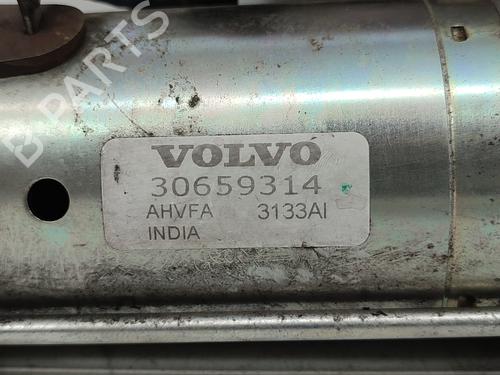 VOLVO
30659314
AHVFA 3133AI
INDIA
B PARTS